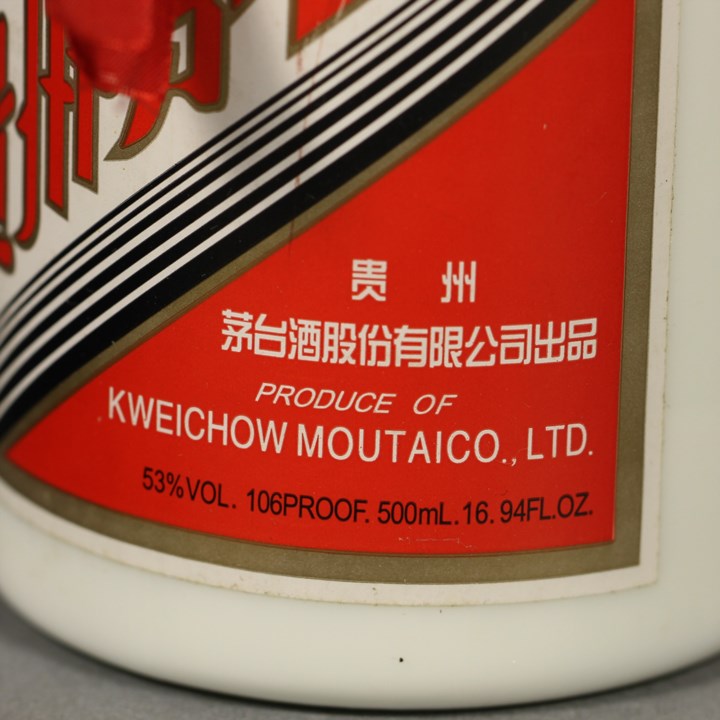 贵州
茅台酒股份有限公司出品
PRODUCE OF
KWEICHOW MOUTAICO., LTD.
53%VOL. 106PROOF. 500mL.16.94FL.OZ.